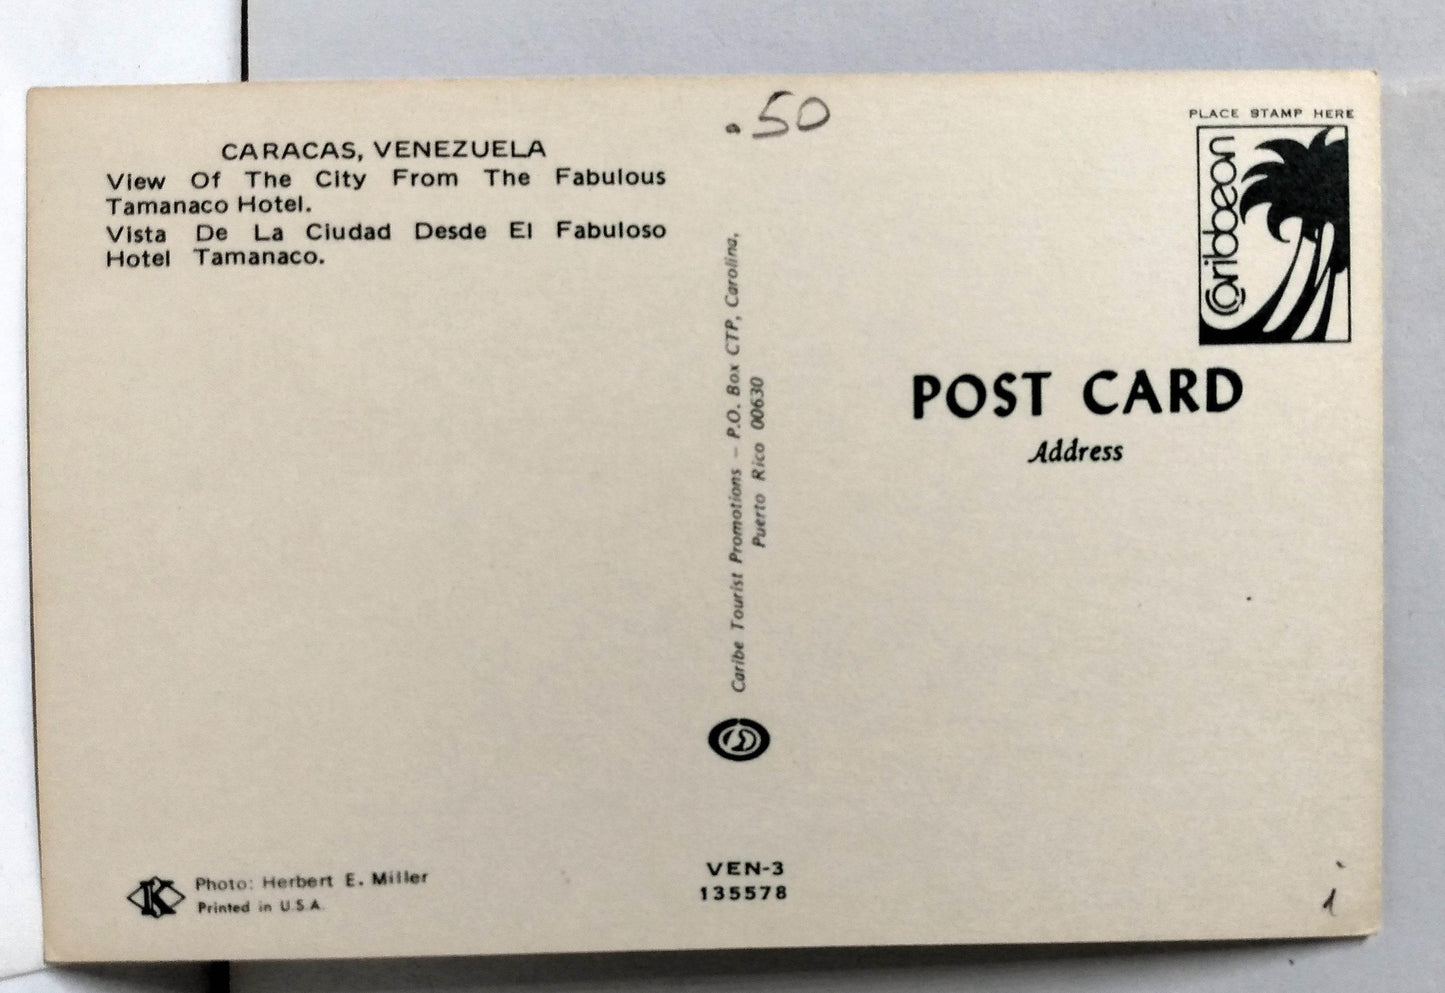 .50
CARACAS, VENEZUELA
View Of The City From The Fabulous
Tamanaco Hotel.
Vista De La Ciudad Desde El Fabuloso
Hotel Tamanaco.
Caribe Tourist Promotions – P.O. Box CTP, Carolina,
Puerto Rico 00630
PLACE STAMP HERE
Caribbean
POST CARD
Address
K
Photo: Herbert E. Miller
Printed in U.S.A.
VEN-3
135578
1